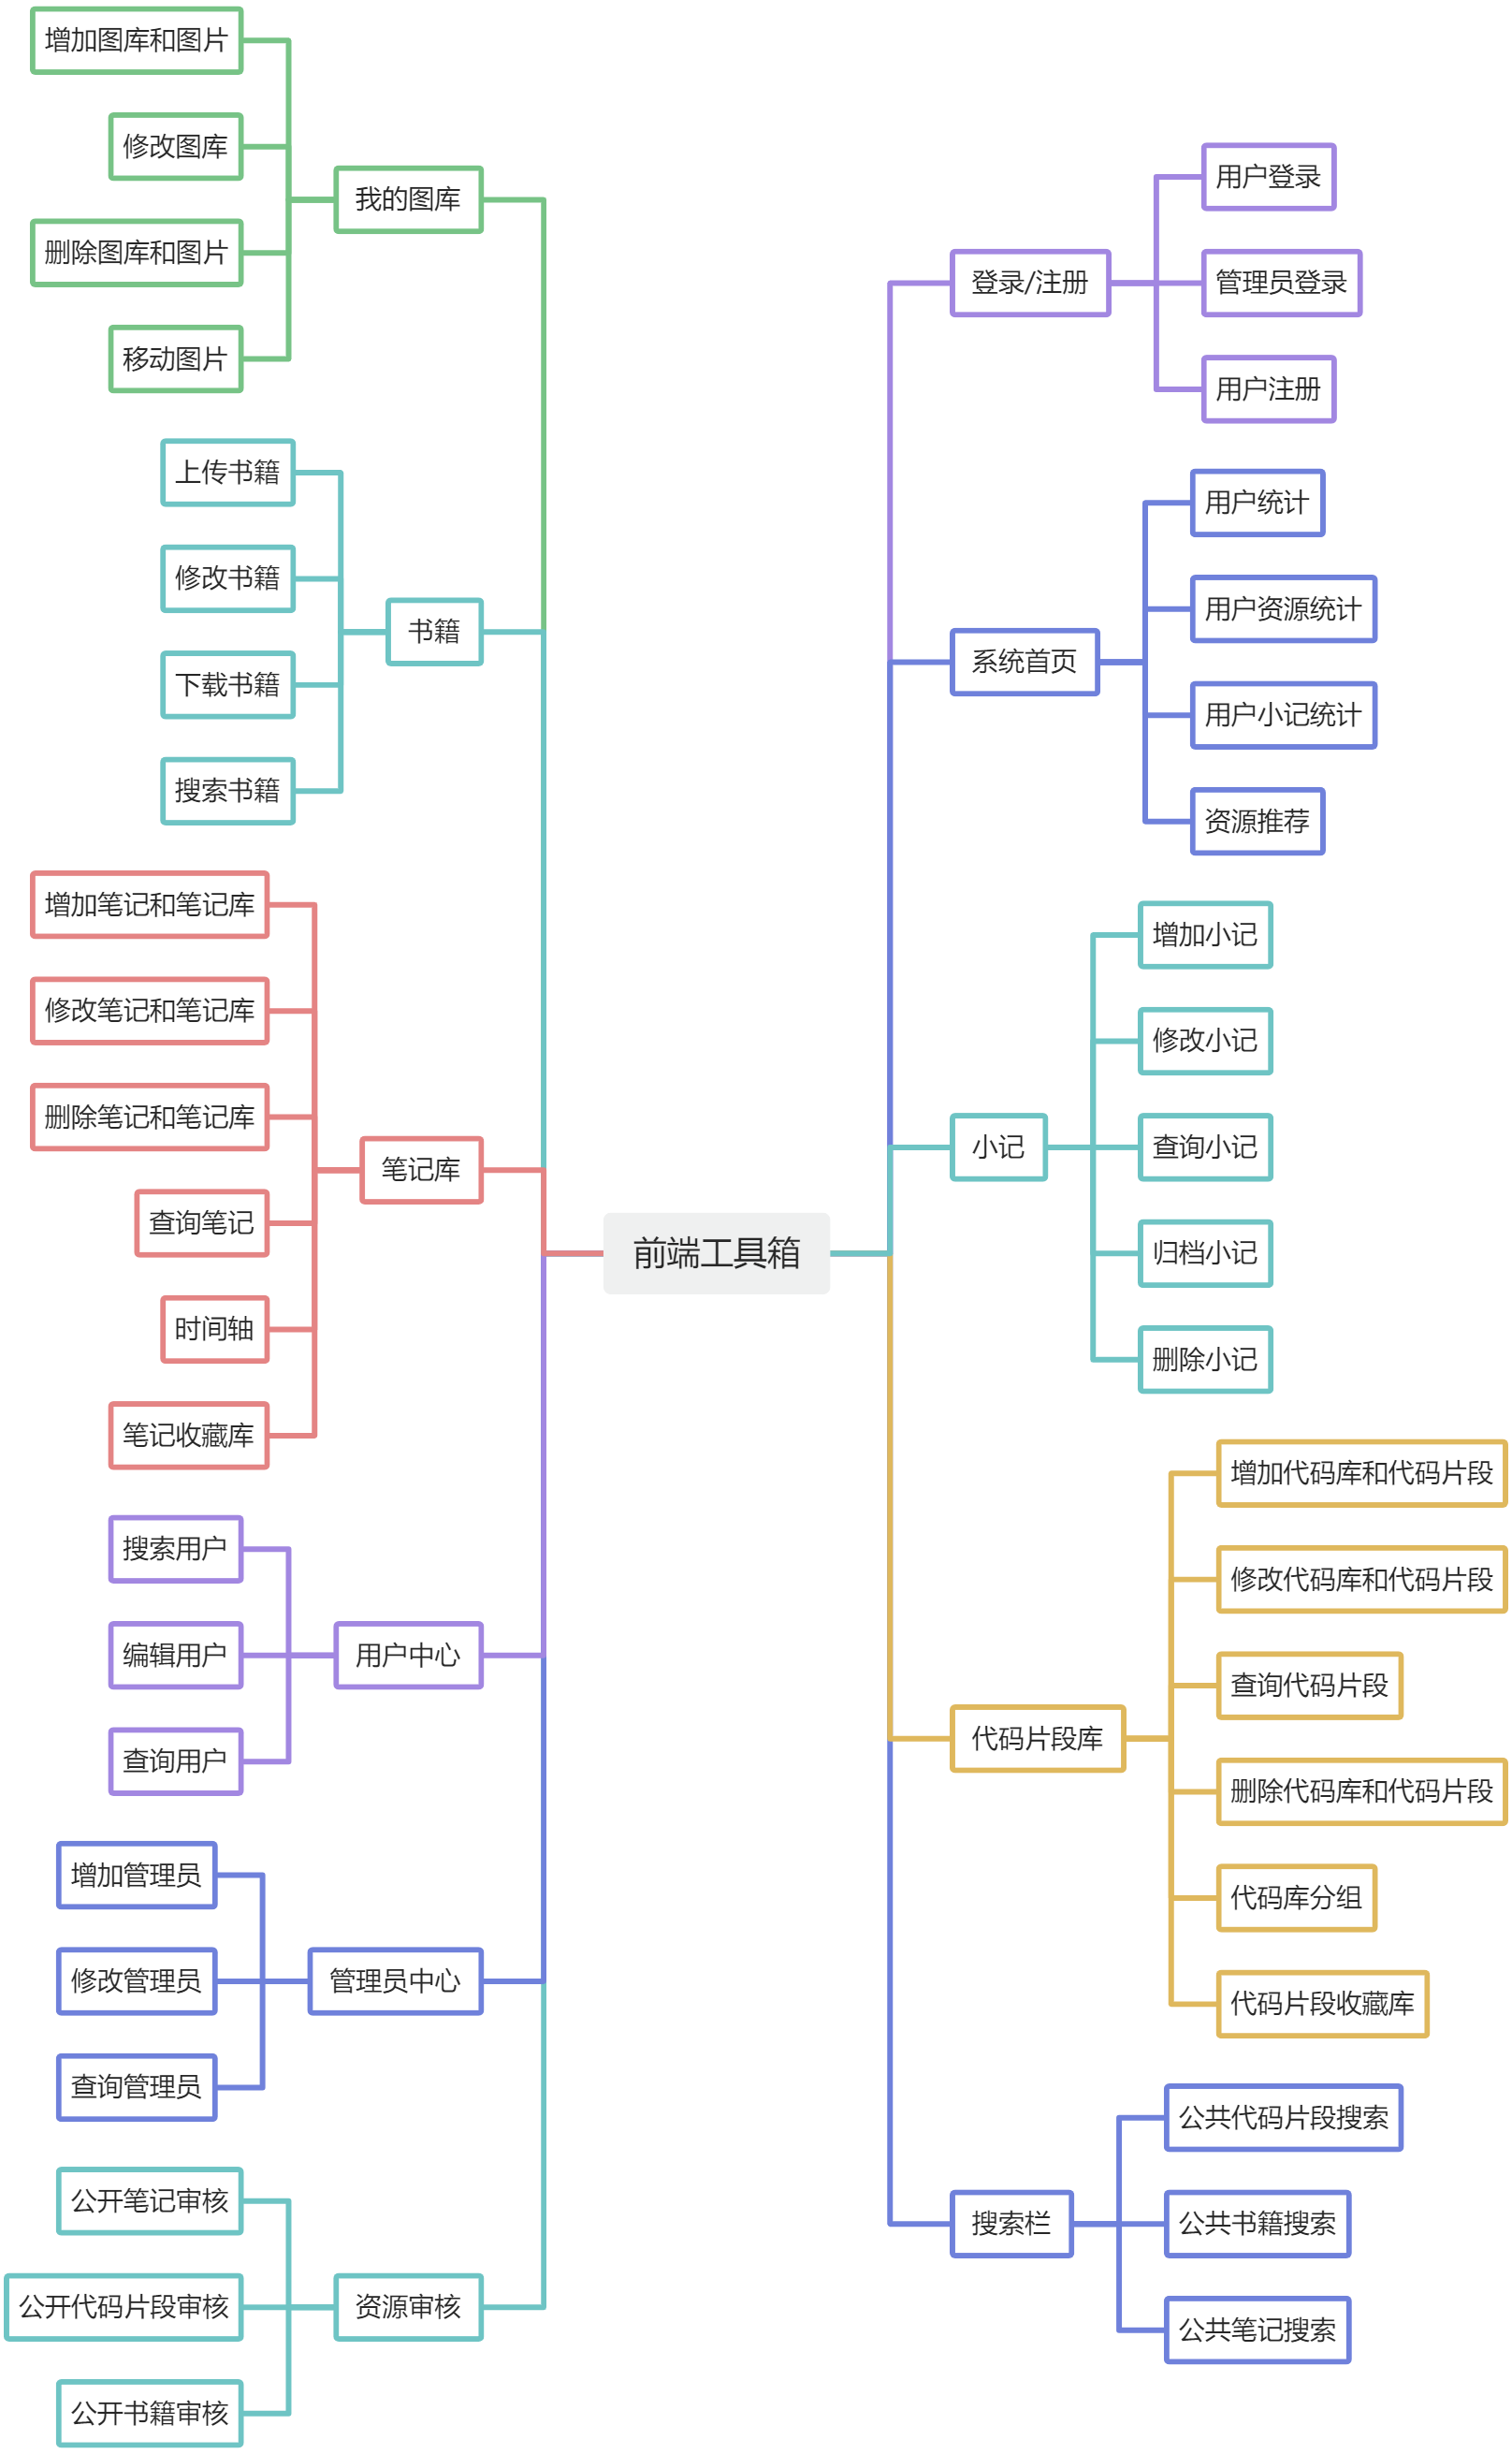 前端工具箱
登录/注册
用户登录
管理员登录
用户注册
系统首页
用户统计
用户资源统计
用户小记统计
资源推荐
小记
增加小记
修改小记
查询小记
归档小记
删除小记
代码片段库
增加代码库和代码片段
修改代码库和代码片段
查询代码片段
删除代码库和代码片段
代码库分组
代码片段收藏库
搜索栏
公共代码片段搜索
公共书籍搜索
公共笔记搜索
我的图库
增加图库和图片
修改图库
删除图库和图片
移动图片
书籍
上传书籍
修改书籍
下载书籍
搜索书籍
笔记库
增加笔记和笔记库
修改笔记和笔记库
删除笔记和笔记库
查询笔记
时间轴
笔记收藏库
用户中心
搜索用户
编辑用户
查询用户
管理员中心
增加管理员
修改管理员
查询管理员
资源审核
公开笔记审核
公开代码片段审核
公开书籍审核